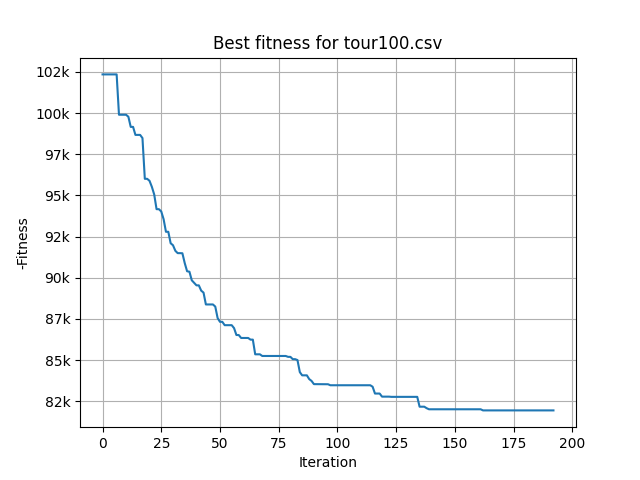 Best fitness for tour100.csv
102k
100k
97k
95k
92k
90k
87k
85k
82k
-Fitness
0 25 50 75 100 125 150 175 200
Iteration